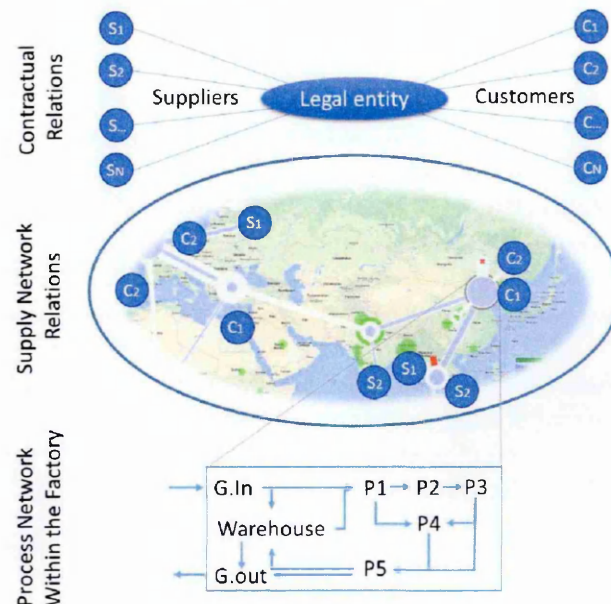 Contractual
Relations
S1
S2
S...
SN
Suppliers
Legal entity
Customers
C1
C2
C...
CN
Supply Network
Relations
C2
S1
C2
C1
C2
C1
S2
S1
S2
Process Network
Within the Factory
G.In
P1
P2
P3
Warehouse
P4
G.out
P5